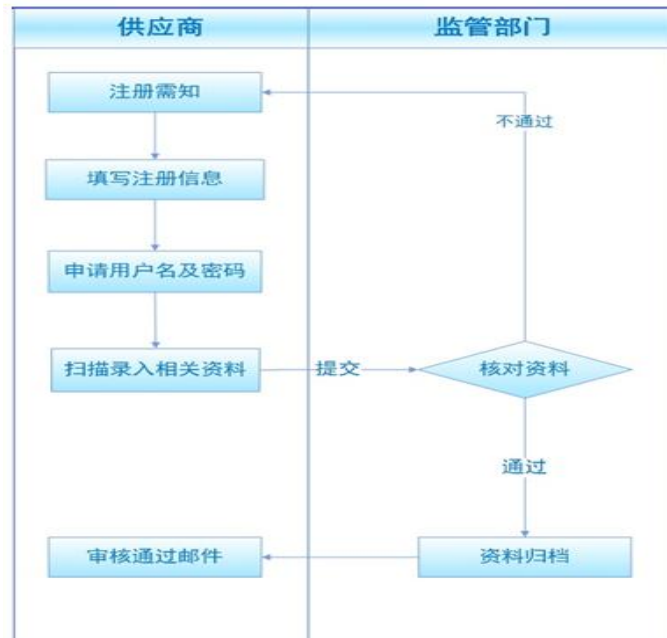 供应商
监管部门
注册需知
不通过
填写注册信息
申请用户名及密码
扫描录入相关资料
提交
核对资料
通过
审核通过邮件
资料归档